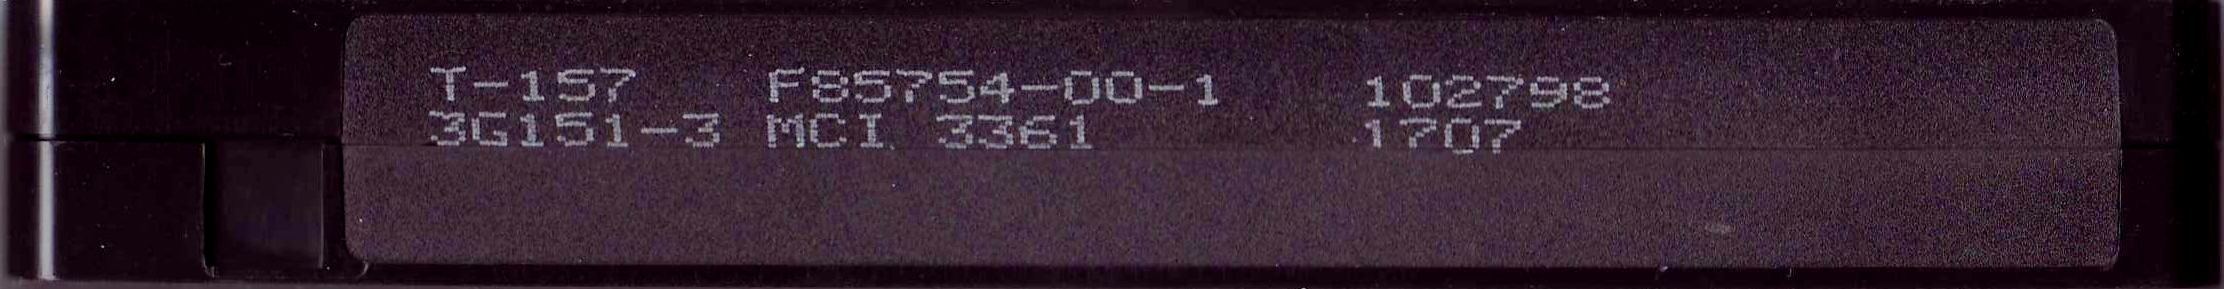 T-157 F85754-00-1 102798
3G151-3 MCI 3361 1707